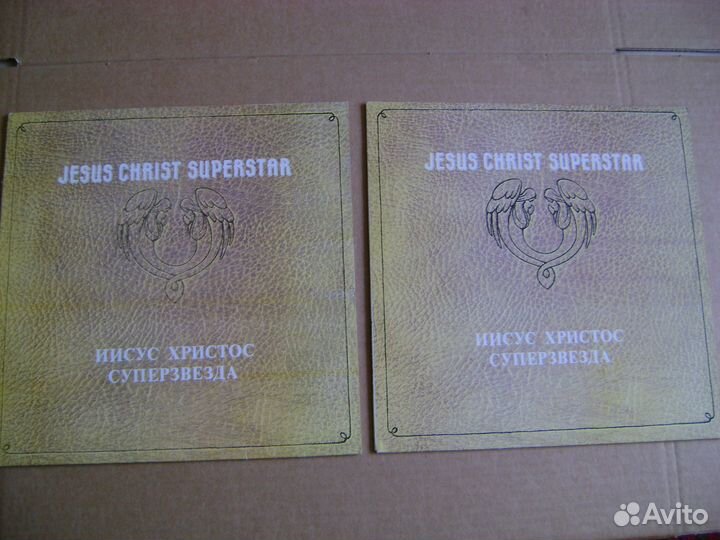 JESUS CHRIST SUPERSTAR
ИИСУС ХРИСТОС
СУПЕРЗВЕЗДА
JESUS CHRIST SUPERSTAR
ИИСУС ХРИСТОС
СУПЕРЗВЕЗДА
Avito